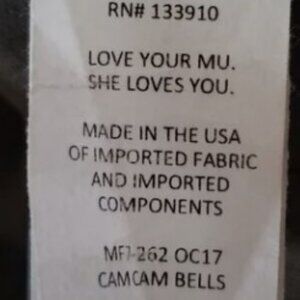 RN# 133910
LOVE YOUR MU.
SHE LOVES YOU.
MADE IN THE USA
OF IMPORTED FABRIC
AND IMPORTED
COMPONENTS
MF7-262 OC17
CAMCAM BELLS